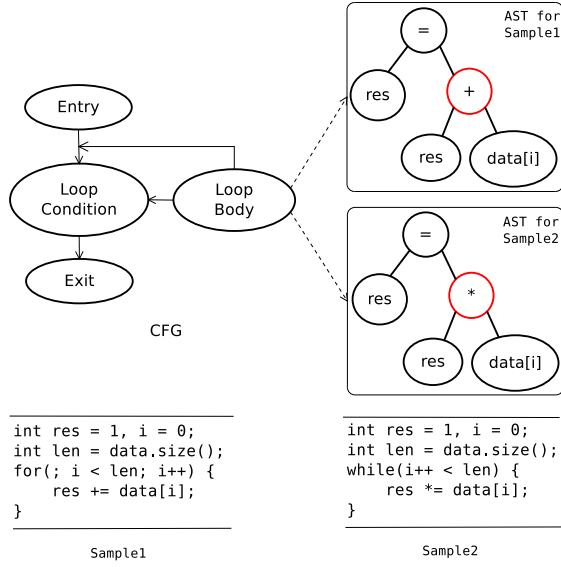 Entry
Loop
Condition
Loop
Body
Exit
CFG
AST for
Sample1
=
res
+
res
data[i]
AST for
Sample2
=
res
*
res
data[i]
int res = 1, i = 0;
int len = data.size();
for(; i < len; i++) {
    res += data[i];
}
Sample1
int res = 1, i = 0;
int len = data.size();
while(i++ < len) {
    res *= data[i];
}
Sample2